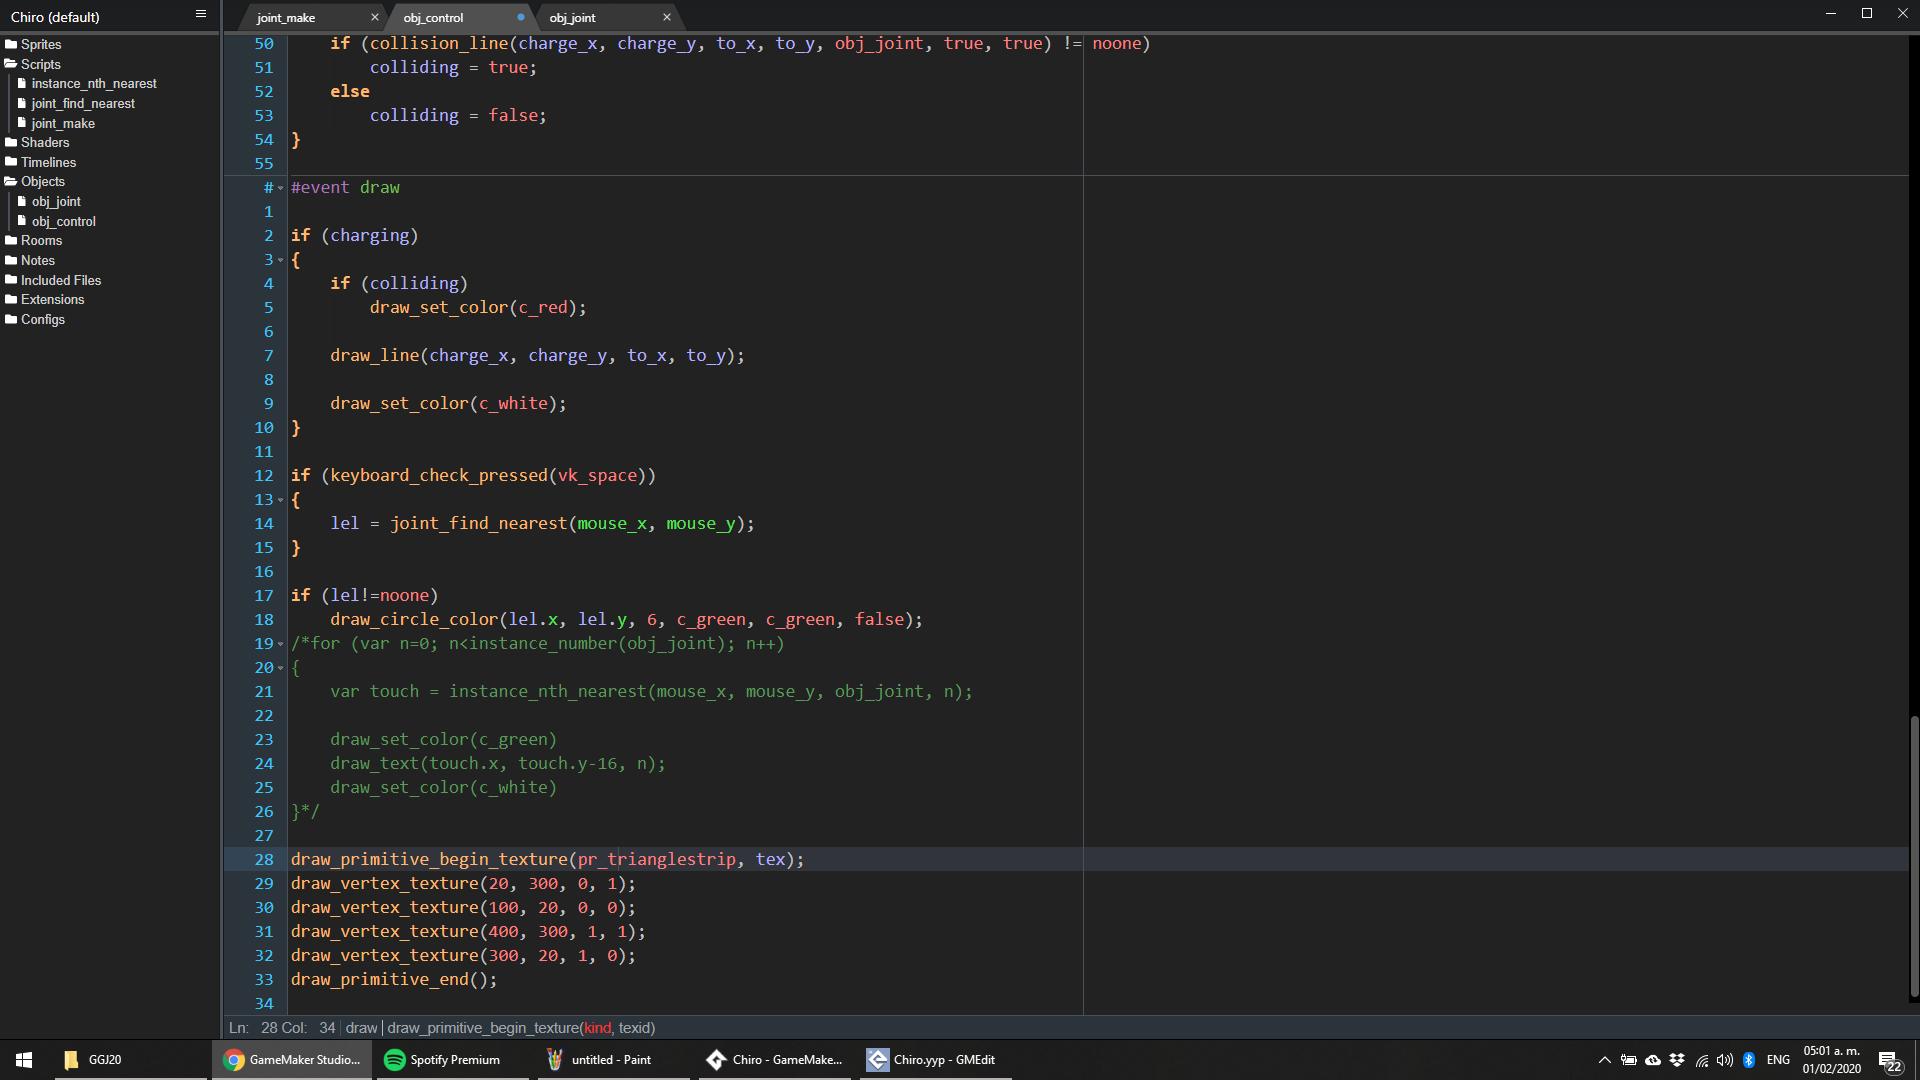 Chiro (default)
Sprites
Scripts
instance_nth_nearest
joint_find_nearest
joint_make
Shaders
Timelines
Objects
obj_joint
obj_control
Rooms
Notes
Included Files
Extensions
Configs
joint_make × obj_control obj_joint ×
50 if (collision_line(charge_x, charge_y, to_x, to_y, obj_joint, true, true) != noone)
51 colliding = true;
52 else
53 colliding = false;
54 }
55
# #event draw
1
2 if (charging)
3 {
4 if (colliding)
5 draw_set_color(c_red);
6
7 draw_line(charge_x, charge_y, to_x, to_y);
8
9 draw_set_color(c_white);
10 }
11
12 if (keyboard_check_pressed(vk_space))
13 {
14 lel = joint_find_nearest(mouse_x, mouse_y);
15 }
16
17 if (lel!=noone)
18 draw_circle_color(lel.x, lel.y, 6, c_green, c_green, false);
19 /*for (var n=0; n<instance_number(obj_joint); n++)
20 {
21 var touch = instance_nth_nearest(mouse_x, mouse_y, obj_joint, n);
22
23 draw_set_color(c_green)
24 draw_text(touch.x, touch.y-16, n);
25 draw_set_color(c_white)
26 }*/
27
28 draw_primitive_begin_texture(pr_trianglestrip, tex);
29 draw_vertex_texture(20, 300, 0, 1);
30 draw_vertex_texture(100, 20, 0, 0);
31 draw_vertex_texture(400, 300, 1, 1);
32 draw_vertex_texture(300, 20, 1, 0);
33 draw_primitive_end();
34
Ln: 28 Col: 34 draw draw_primitive_begin_texture(kind, texid)
GGJ20 GameMaker Studio... Spotify Premium untitled - Paint Chiro - GameMake... Chiro.yyp - GMEdit ENG 05:01 a. m.
01/02/2020 22